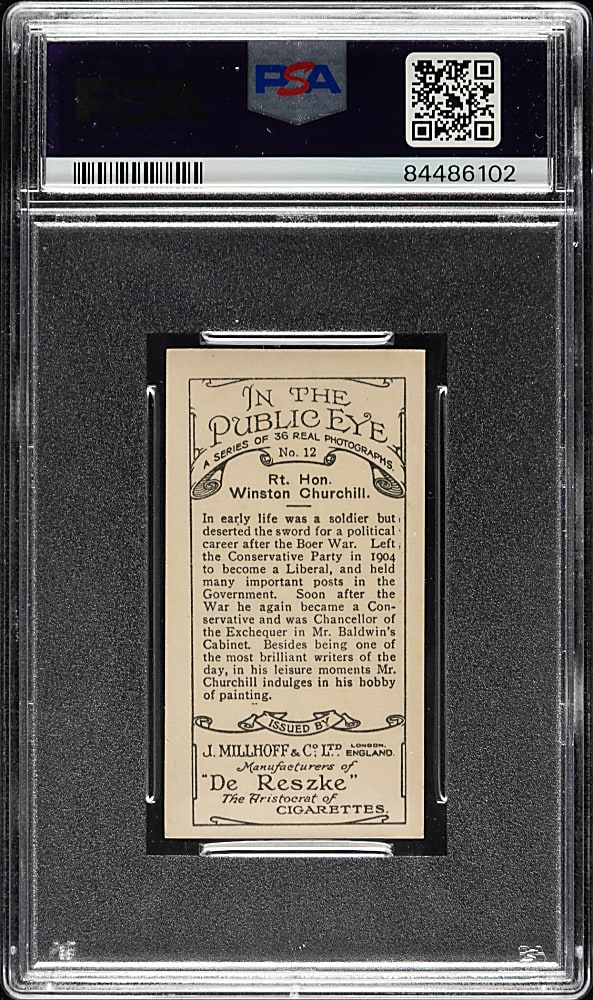 PSA
84486102
IN THE
PUBLIC EYE
A SERIES OF 36 REAL PHOTOGRAPHS.
No. 12
Rt. Hon.
Winston Churchill.
In early life was a soldier but
deserted the sword for a political
career after the Boer War. Left
the Conservative Party in 1904
to become a Liberal, and held
many important posts in the
Government. Soon after the
War he again became a Con-
servative and was Chancellor of
the Exchequer in Mr. Baldwin's
Cabinet. Besides being one of
the most brilliant writers of the
day, in his leisure moments Mr.
Churchill indulges in his hobby
of painting.
ISSUED BY
J. MILLHOFF & Co. LTD. LONDON. ENGLAND.
Manufacturers of
"De Reszke"
The Aristocrat of
CIGARETTES.